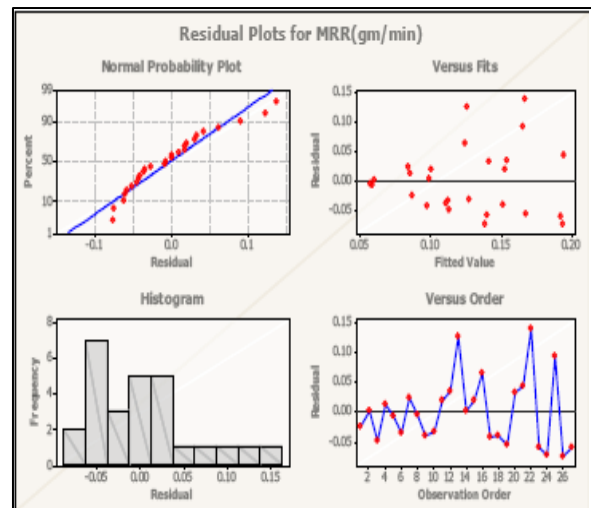 Residual Plots for MRR(gm/min)
Normal Probability Plot
99
90
50
10
1
Percent
-0.1 0.0 0.1
Residual
Versus Fits
0.15
0.10
0.05
0.00
-0.05
Residual
0.05 0.10 0.15 0.20
Fitted Value
Histogram
8
6
4
2
0
Frequency
-0.05 0.00 0.05 0.10 0.15
Residual
Versus Order
0.15
0.10
0.05
0.00
-0.05
Residual
2 4 6 8 10 12 14 16 18 20 22 24 26
Observation Order